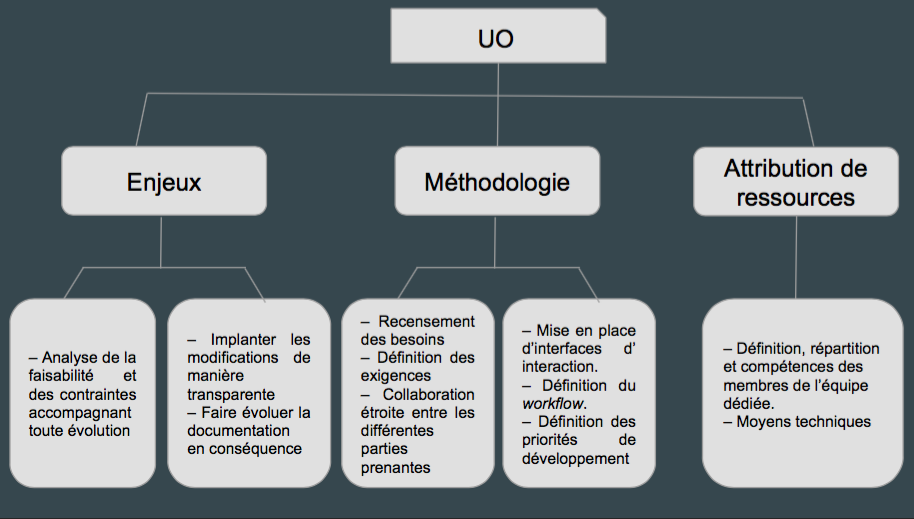 UO
Enjeux
Méthodologie
Attribution de
ressources
– Analyse de la
faisabilité et
des contraintes
accompagnant
toute évolution
– Implanter les
modifications de
manière
transparente
– Faire évoluer la
documentation
en conséquence
– Recensement
des besoins
– Définition des
exigences
– Collaboration
étroite entre les
différentes
parties
prenantes
– Mise en place
d’interfaces d’
interaction.
– Définition du
workflow.
– Définition des
priorités de
développement
– Définition, répartition
et compétences des
membres de l’équipe
dédiée.
– Moyens techniques